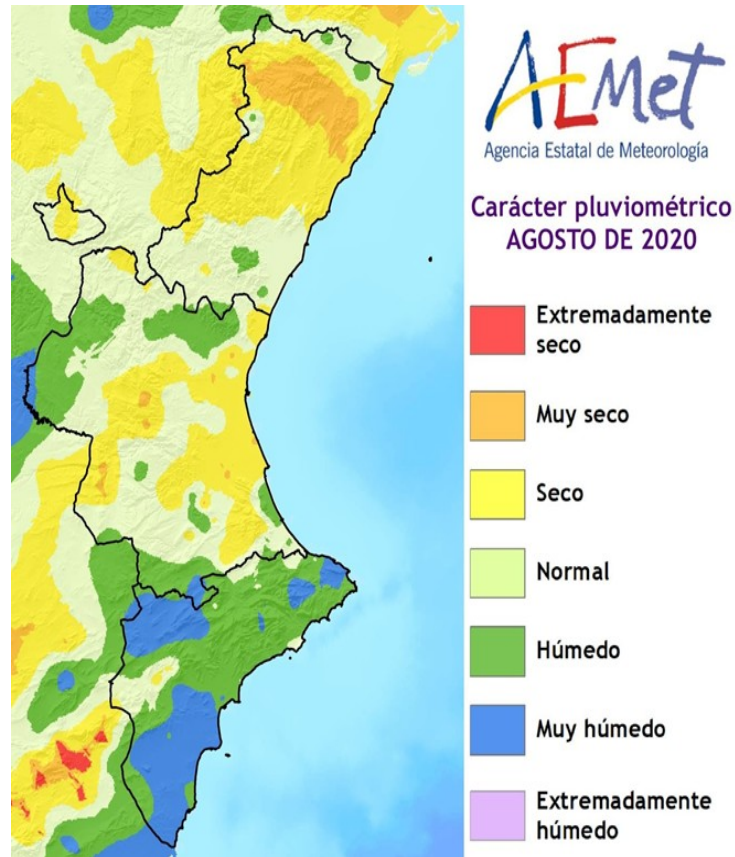 AEMet
Agencia Estatal de Meteorología
Carácter pluviométrico
AGOSTO DE 2020
Extremadamente
seco
Muy seco
Seco
Normal
Húmedo
Muy húmedo
Extremadamente
húmedo